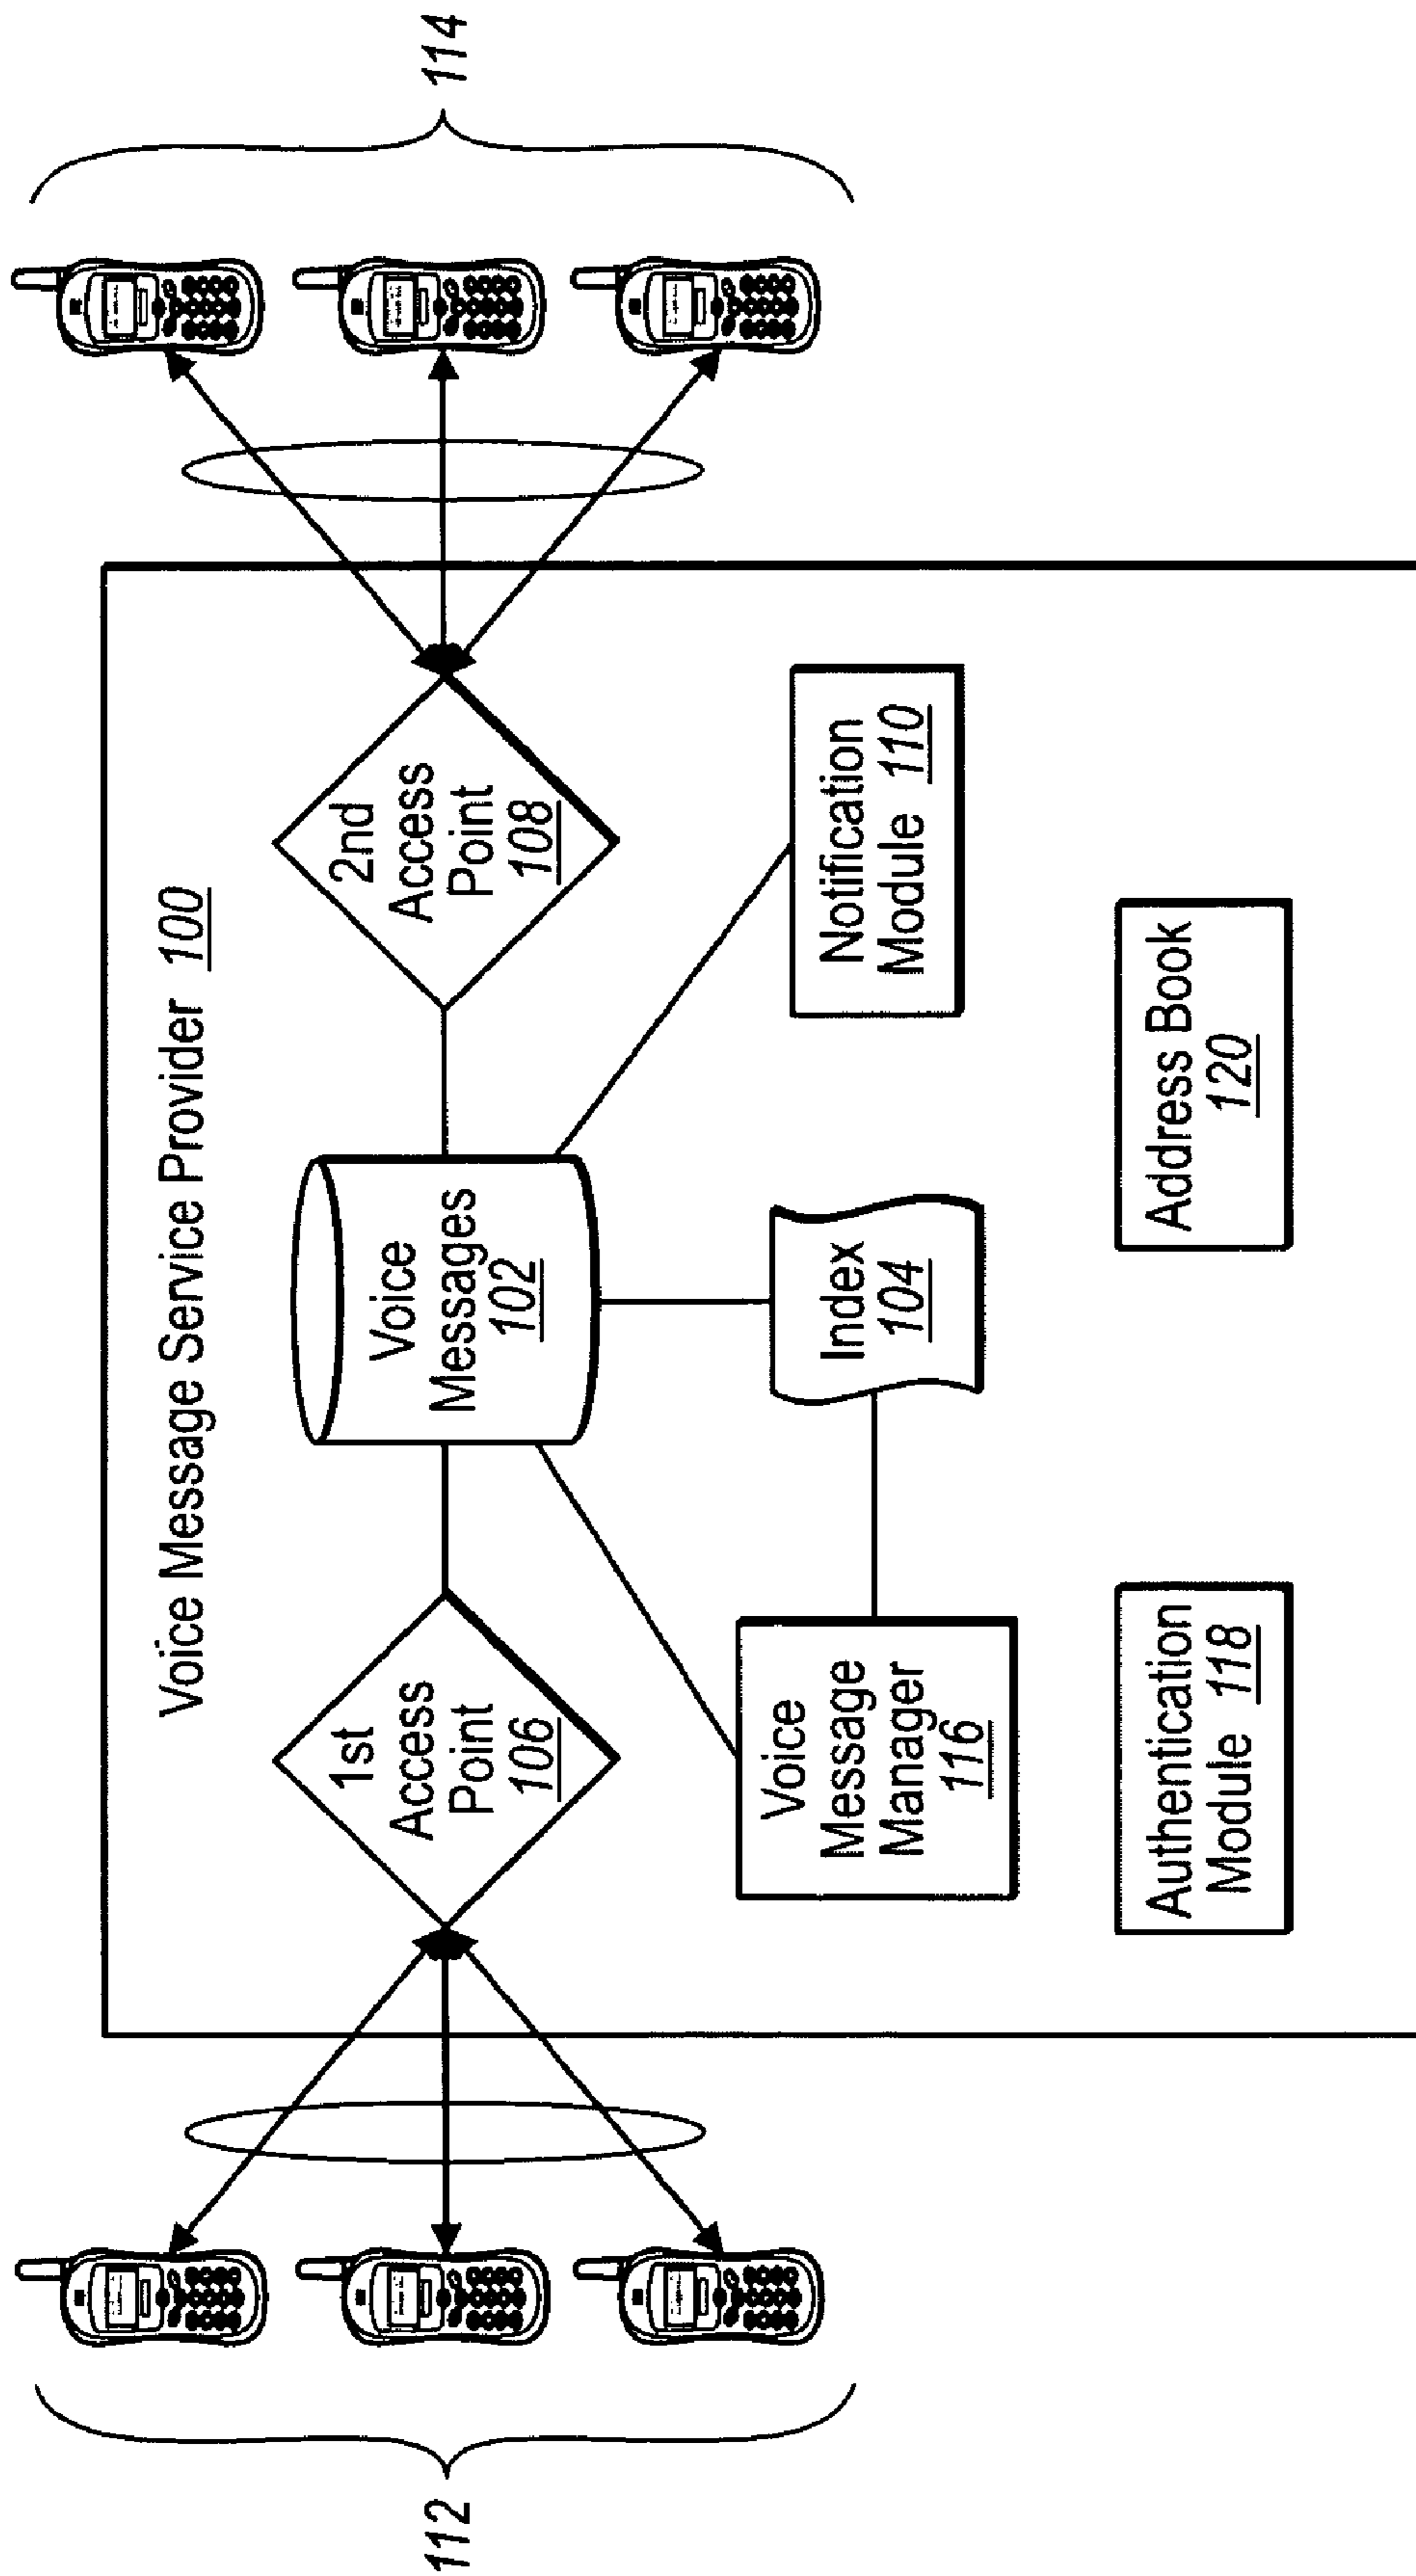 Voice Message Service Provider 100
112
114
1st
Access
Point
106
Voice
Messages
102
2nd
Access
Point
108
Voice
Message
Manager
116
Index
104
Notification
Module 110
Authentication
Module 118
Address Book
120